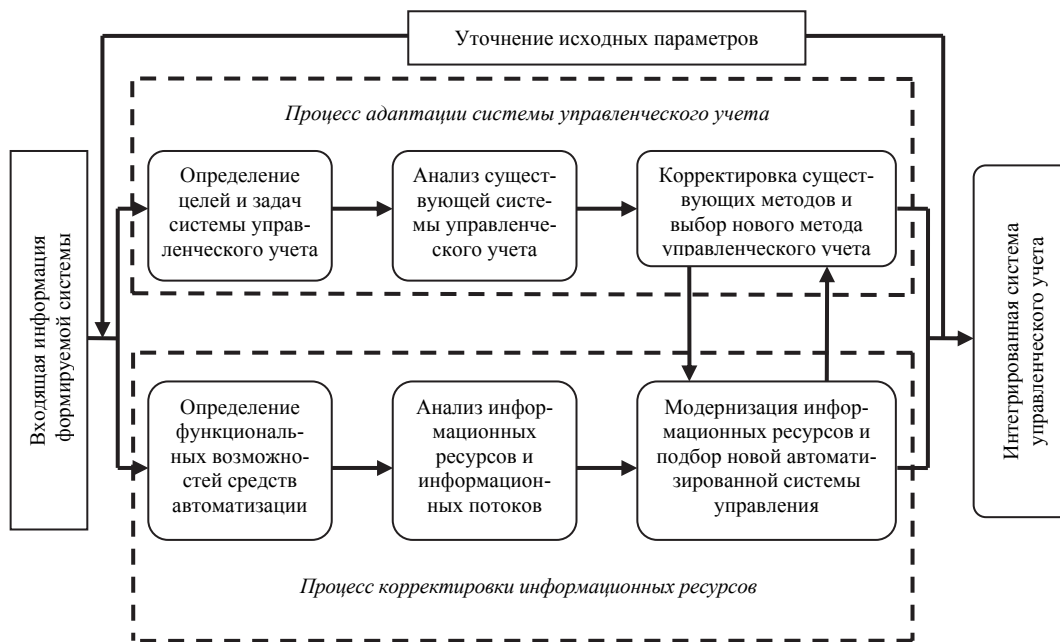 Уточнение исходных параметров
Процесс адаптации системы управленческого учета
Входящая информация
формируемой системы
Определение
целей и задач
системы управ-
ленческого учета
Анализ сущест-
вующей систе-
мы управленче-
ского учета
Корректировка сущест-
вующих методов и
выбор нового метода
управленческого учета
Определение
функциональ-
ных возможно-
стей средств
автоматизации
Анализ инфор-
мационных
ресурсов и
информацион-
ных потоков
Модернизация инфор-
мационных ресурсов и
подбор новой автомати-
зированной системы
управления
Интегрированная система
управленческого учета
Процесс корректировки информационных ресурсов